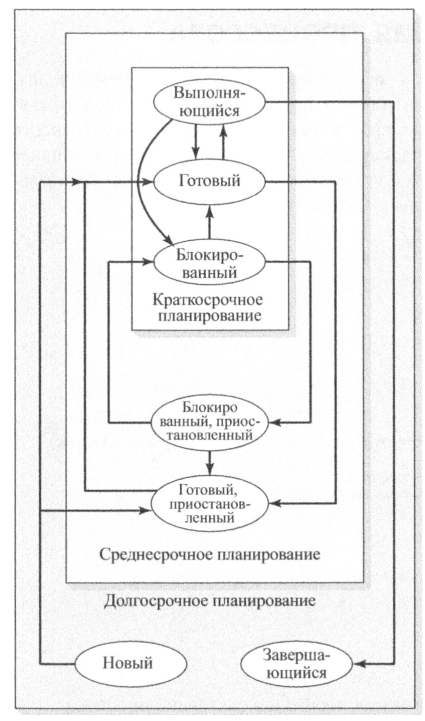 Выполня-
ющийся
Готовый
Блокиро-
ванный
Краткосрочное
планирование
Блокиро
ванный, приос-
тановленный
Готовый,
приостанов-
ленный
Среднесрочное планирование
Долгосрочное планирование
Новый
Заверша-
ющийся